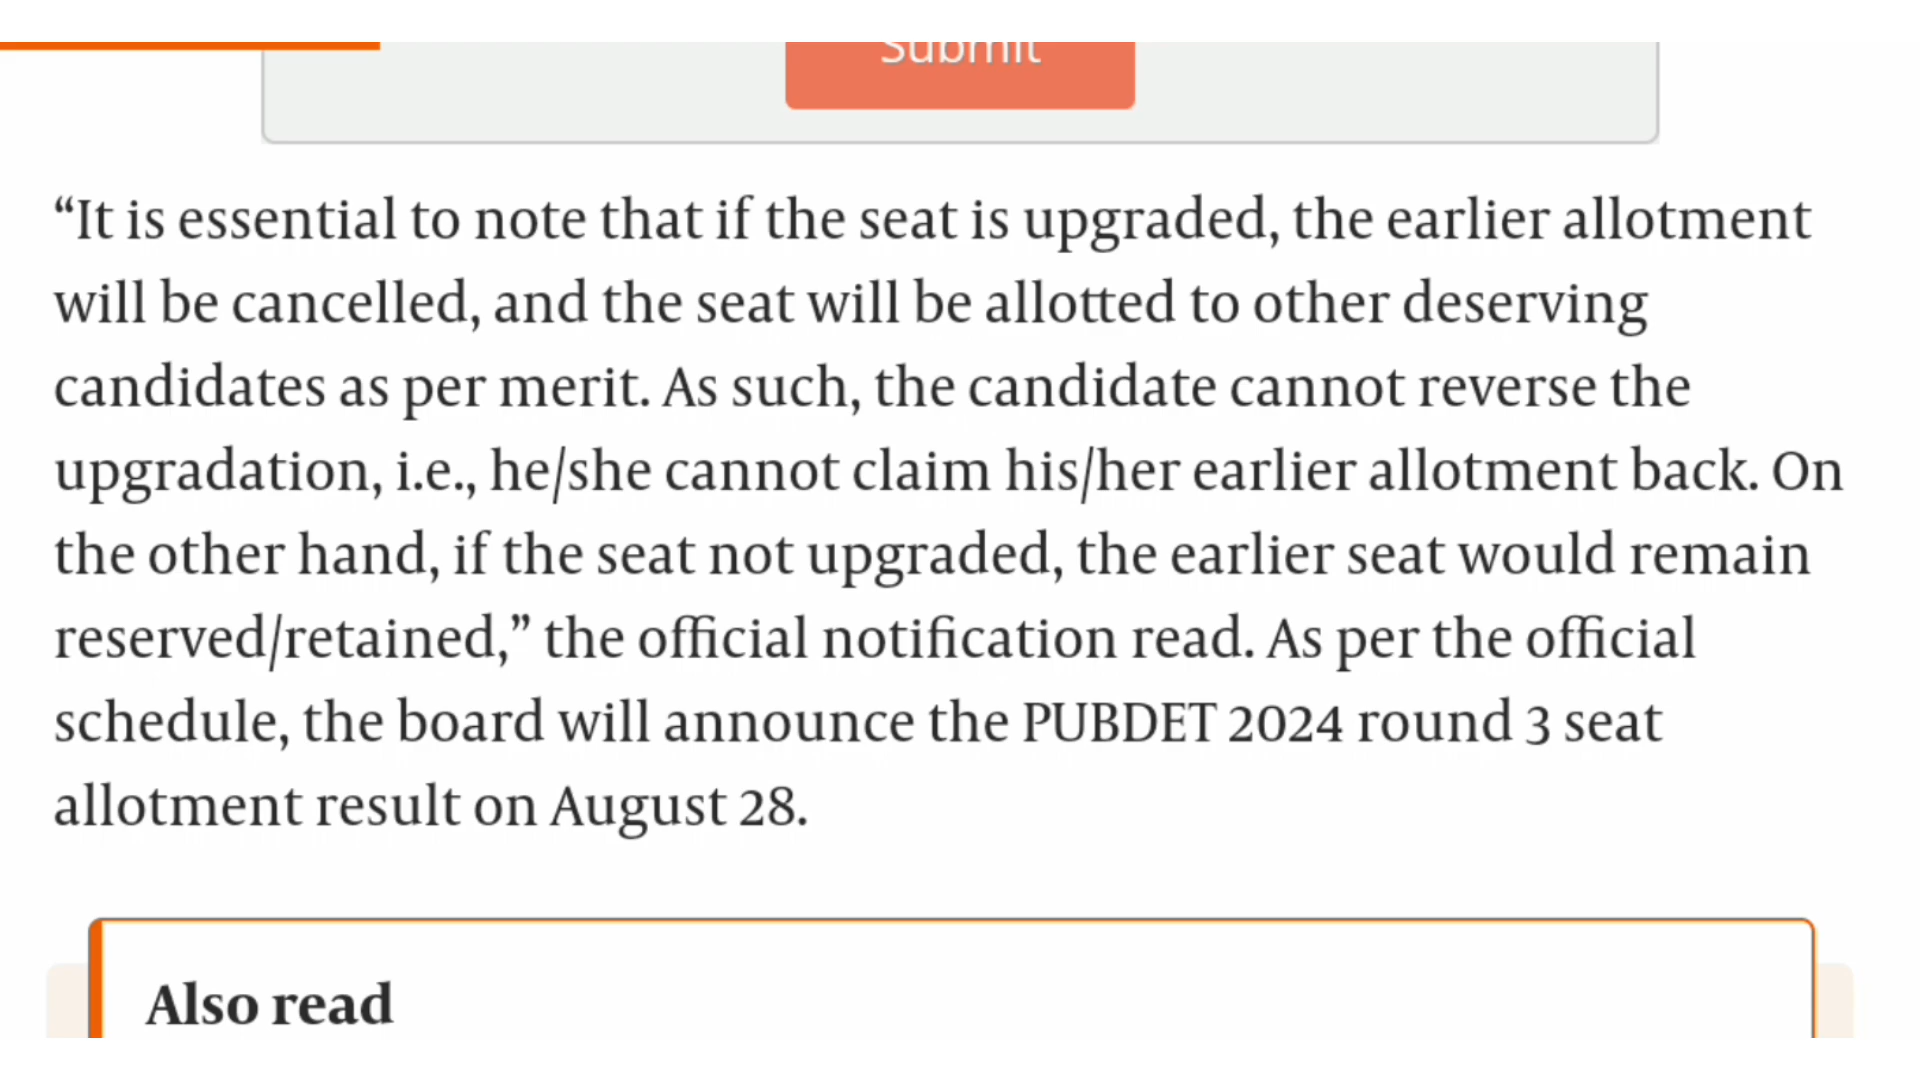 Submit
“It is essential to note that if the seat is upgraded, the earlier allotment
will be cancelled, and the seat will be allotted to other deserving
candidates as per merit. As such, the candidate cannot reverse the
upgradation, i.e., he/she cannot claim his/her earlier allotment back. On
the other hand, if the seat not upgraded, the earlier seat would remain
reserved/retained,” the official notification read. As per the official
schedule, the board will announce the PUBDET 2024 round 3 seat
allotment result on August 28.
Also read